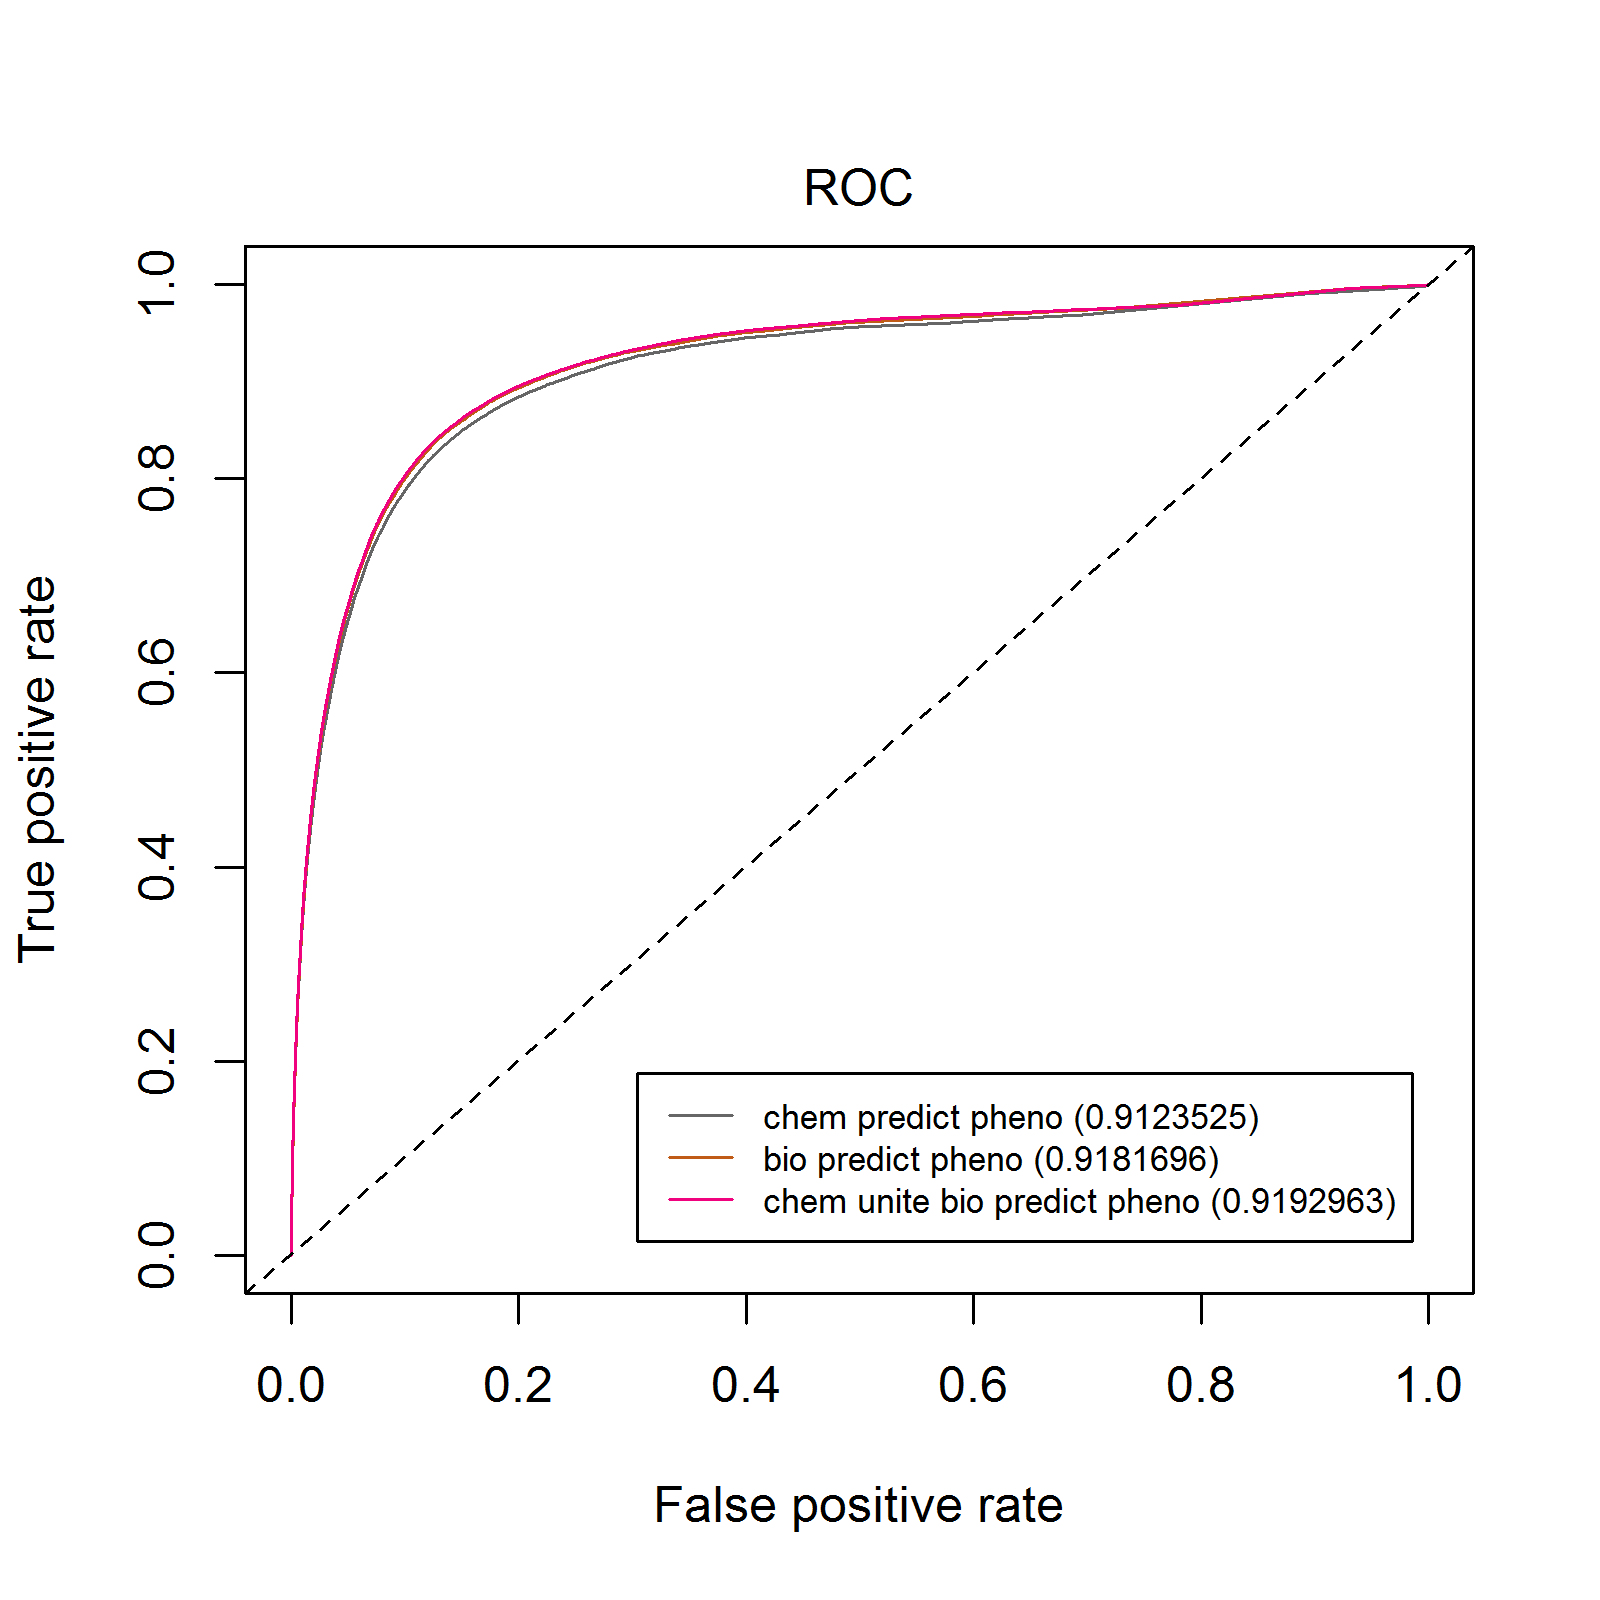 ROC
True positive rate
1.0
0.8
0.6
0.4
0.2
0.0
chem predict pheno (0.9123525)
bio predict pheno (0.9181696)
chem unite bio predict pheno (0.9192963)
0.0 0.2 0.4 0.6 0.8 1.0
False positive rate